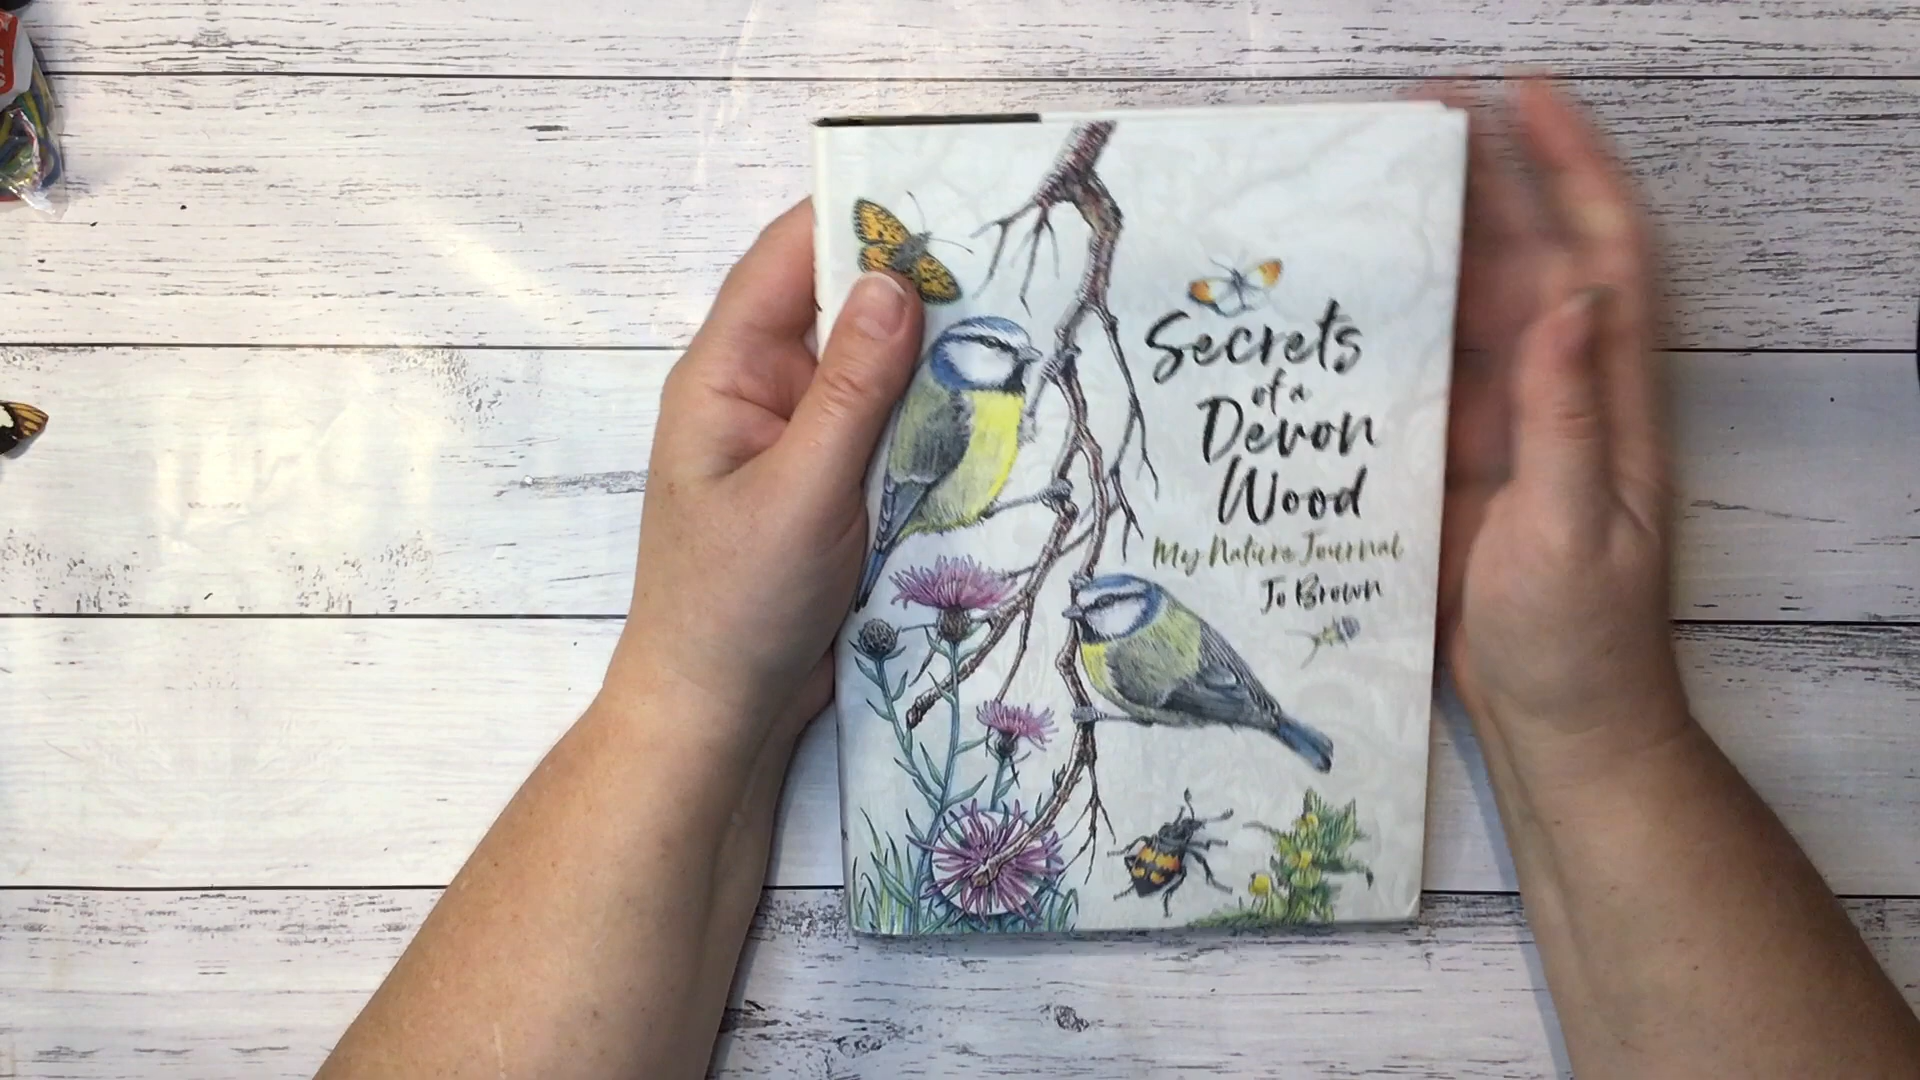 Secrets
of a
Devon
Wood
My Nature Journal
Jo Brown